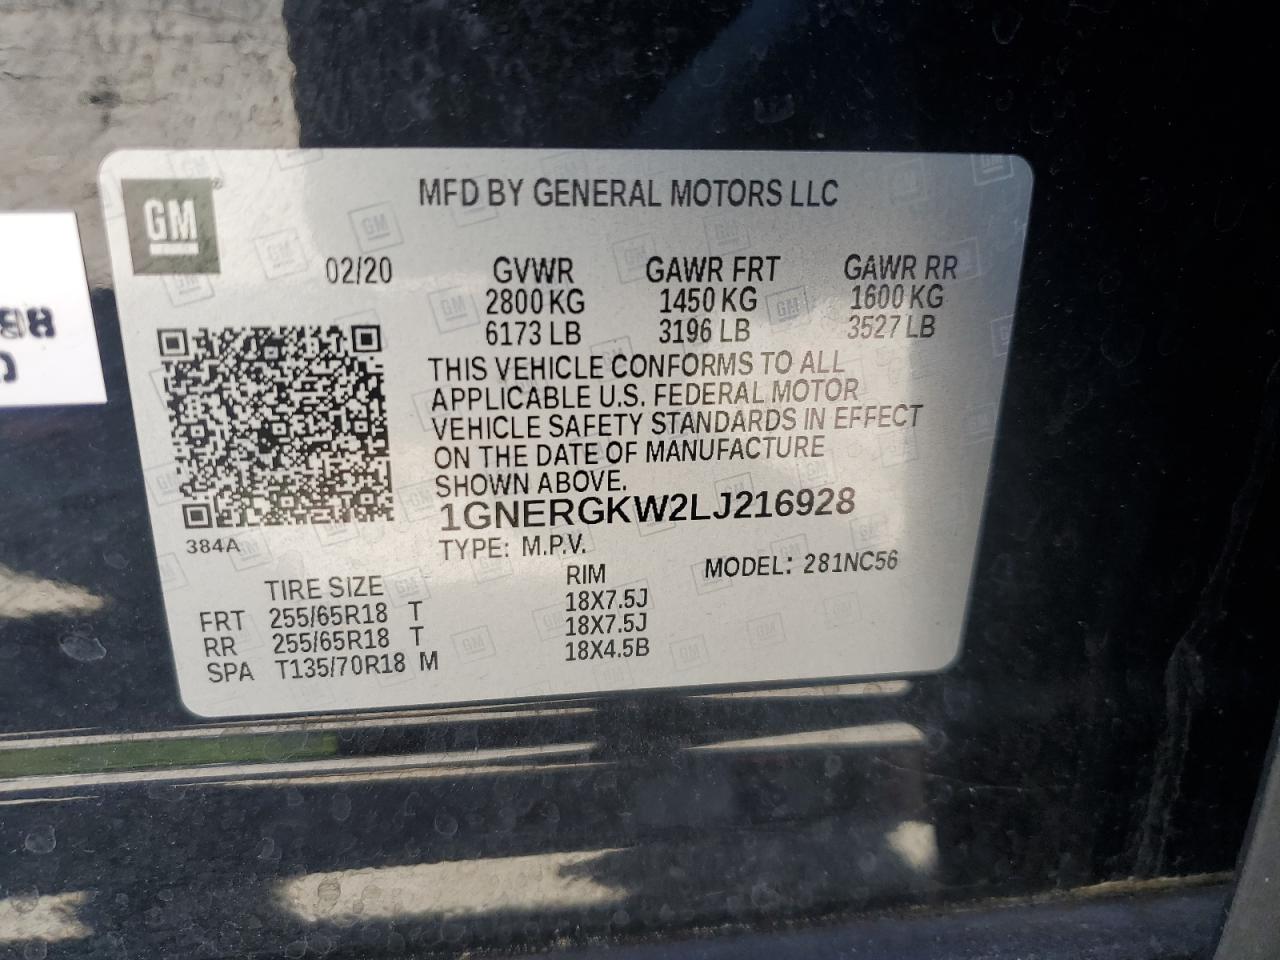 GM
MFD BY GENERAL MOTORS LLC
02/20 GVWR GAWR FRT GAWR RR
2800 KG 1450 KG 1600 KG
6173 LB 3196 LB 3527 LB
THIS VEHICLE CONFORMS TO ALL
APPLICABLE U.S. FEDERAL MOTOR
VEHICLE SAFETY STANDARDS IN EFFECT
ON THE DATE OF MANUFACTURE
SHOWN ABOVE.
1GNERGKW2LJ216928
384A
TYPE: M.P.V. MODEL: 281NC56
TIRE SIZE RIM
FRT 255/65R18 T 18X7.5J
RR 255/65R18 T 18X7.5J
SPA T135/70R18 M 18X4.5B